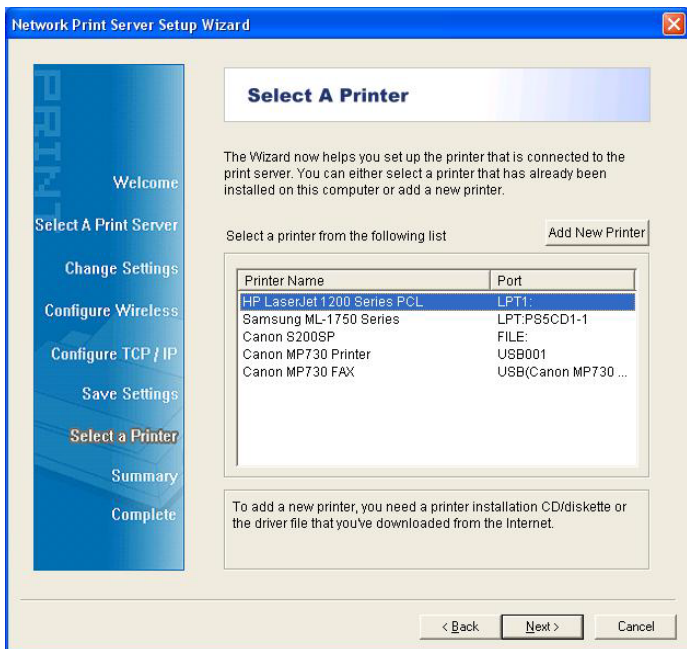 Network Print Server Setup Wizard
PRINT
Welcome
Select A Print Server
Change Settings
Configure Wireless
Configure TCP / IP
Save Settings
Select a Printer
Summary
Complete
Select A Printer
The Wizard now helps you set up the printer that is connected to the
print server. You can either select a printer that has already been
installed on this computer or add a new printer.
Select a printer from the following list
Add New Printer
Printer Name Port
HP LaserJet 1200 Series PCL LPT1:
Samsung ML-1750 Series LPT:PS5CD1-1
Canon S200SP FILE:
Canon MP730 Printer USB001
Canon MP730 FAX USB(Canon MP730 ...
To add a new printer, you need a printer installation CD/diskette or
the driver file that you've downloaded from the Internet.
< Back Next > Cancel